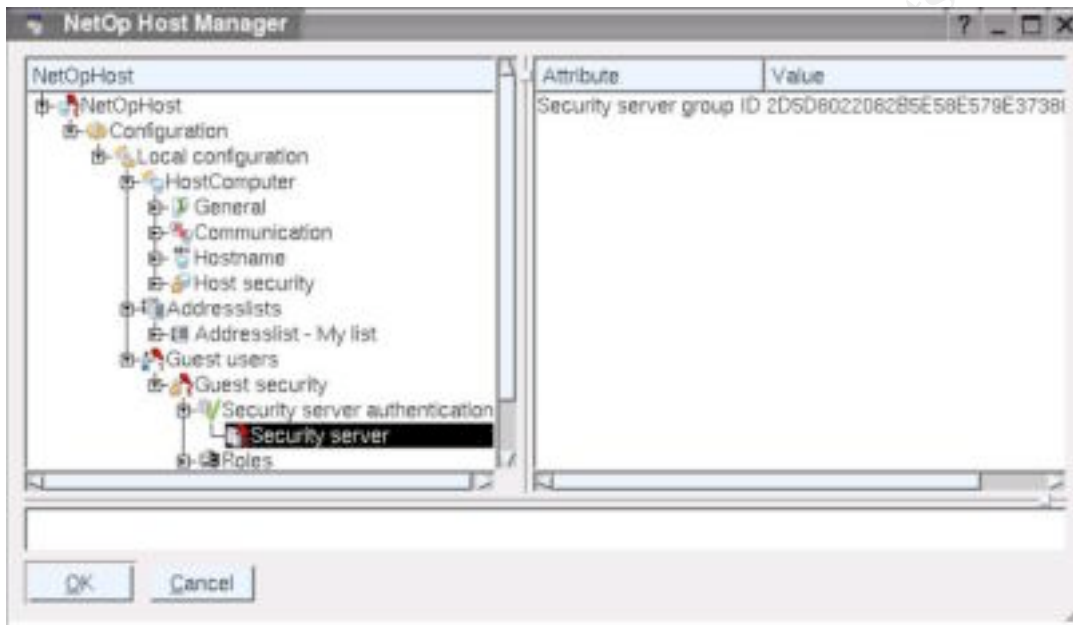 NetOp Host Manager
NetOpHost
Attribute Value
NetOpHost
Security server group ID 2D5D8022082B5E58E579E3738
Configuration
Local configuration
HostComputer
General
Communication
Hostname
Host security
Addresslists
Addresslist - My list
Guest users
Guest security
Security server authentication
Security server
Roles
OK Cancel